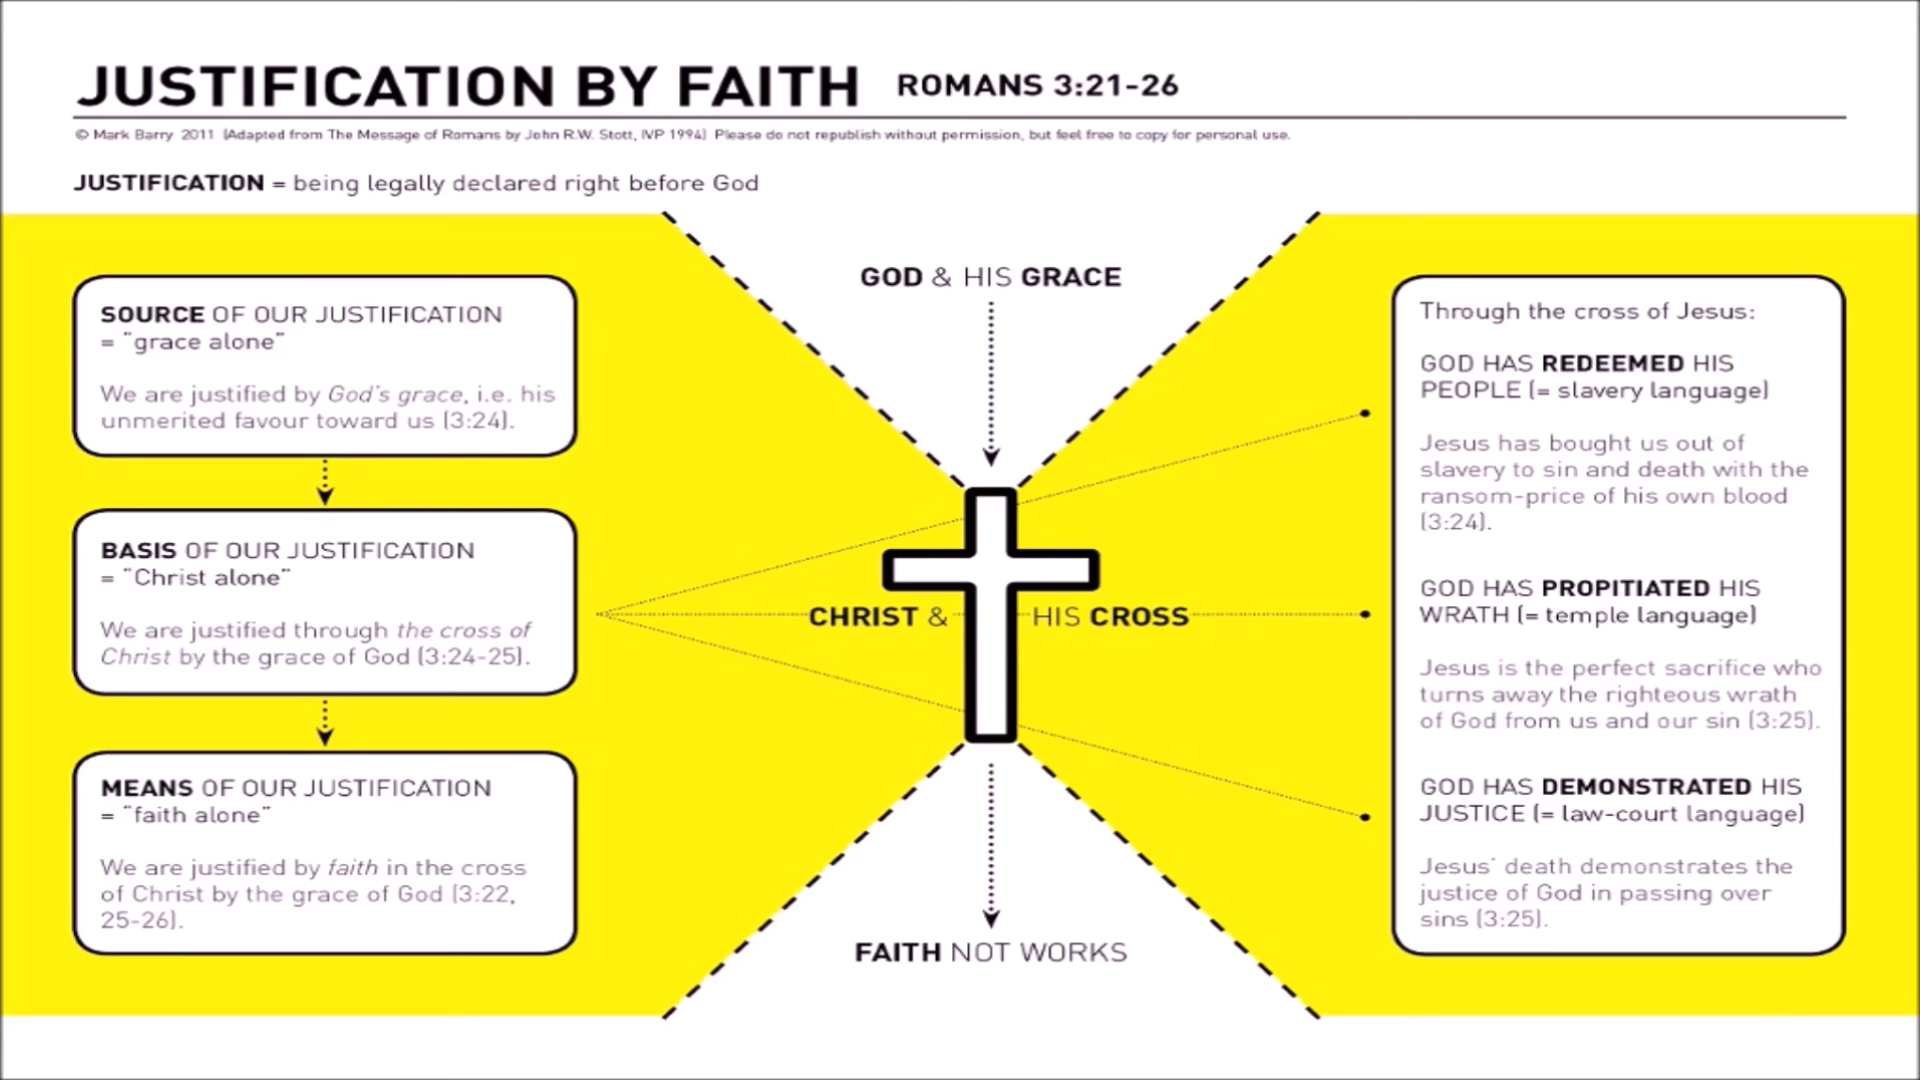 JUSTIFICATION BY FAITH ROMANS 3:21-26
© Mark Barry 2011 (Adapted from The Message of Romans by John R.W. Stott, IVP 1994) Please do not republish without permission, but feel free to copy for personal use.
JUSTIFICATION = being legally declared right before God
SOURCE OF OUR JUSTIFICATION
= “grace alone”
We are justified by God's grace, i.e. his
unmerited favour toward us (3:24).
BASIS OF OUR JUSTIFICATION
= “Christ alone”
We are justified through the cross of
Christ by the grace of God (3:24-25).
MEANS OF OUR JUSTIFICATION
= “faith alone”
We are justified by faith in the cross
of Christ by the grace of God (3:22,
25-26).
GOD & HIS GRACE
CHRIST & HIS CROSS
FAITH NOT WORKS
Through the cross of Jesus:
GOD HAS REDEEMED HIS
PEOPLE (= slavery language)
Jesus has bought us out of
slavery to sin and death with the
ransom-price of his own blood
(3:24).
GOD HAS PROPITIATED HIS
WRATH (= temple language)
Jesus is the perfect sacrifice who
turns away the righteous wrath
of God from us and our sin (3:25).
GOD HAS DEMONSTRATED HIS
JUSTICE (= law-court language)
Jesus' death demonstrates the
justice of God in passing over
sins (3:25).